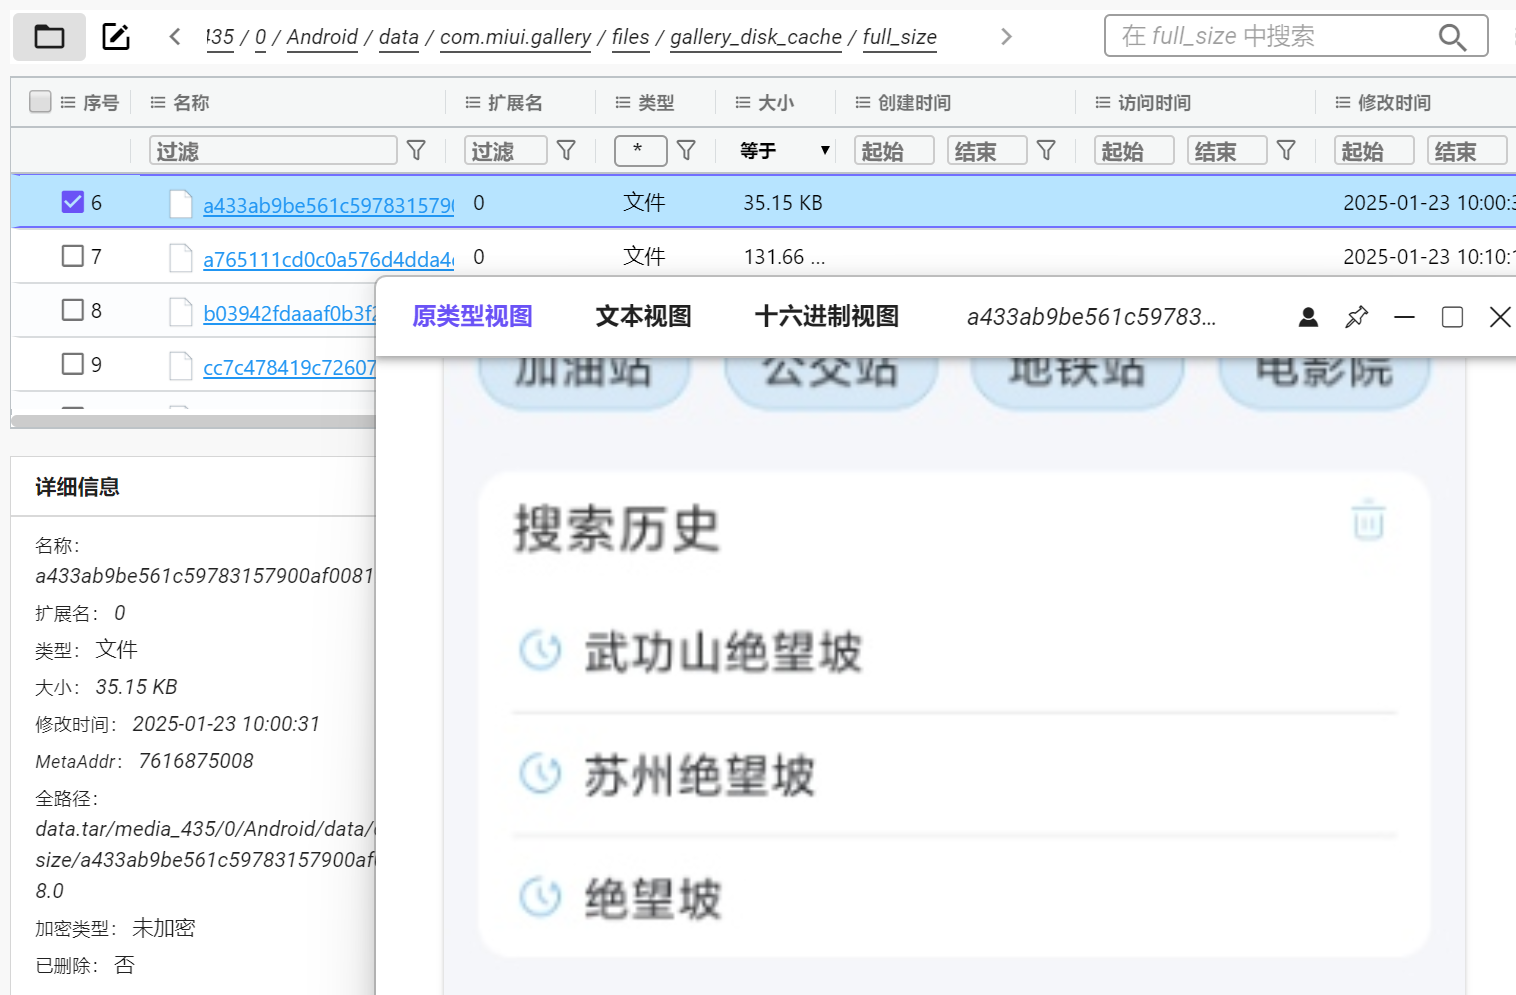 435 / 0 / Android / data / com.miui.gallery / files / gallery_disk_cache / full_size
在 full_size 中搜索
序号 名称 扩展名 类型 大小 创建时间 访问时间 修改时间
过滤 过滤 * 等于 ▼ 起始 结束 起始 结束 起始 结束
6 a433ab9be561c5978315790 0 文件 35.15 KB 2025-01-23 10:00:3
7 a765111cd0c0a576d4dda4 0 文件 131.66 ... 2025-01-23 10:10:1
8 b03942fdaaaf0b3f2
9 cc7c478419c72607
原类型视图 文本视图 十六进制视图 a433ab9be561c59783...
加油站 公交站 地铁站 电影院
搜索历史
武功山绝望坡
苏州绝望坡
绝望坡
详细信息
名称:
a433ab9be561c59783157900af0081
扩展名: 0
类型: 文件
大小: 35.15 KB
修改时间: 2025-01-23 10:00:31
MetaAddr: 7616875008
全路径:
data.tar/media_435/0/Android/data/
size/a433ab9be561c59783157900af
8.0
加密类型: 未加密
已删除: 否